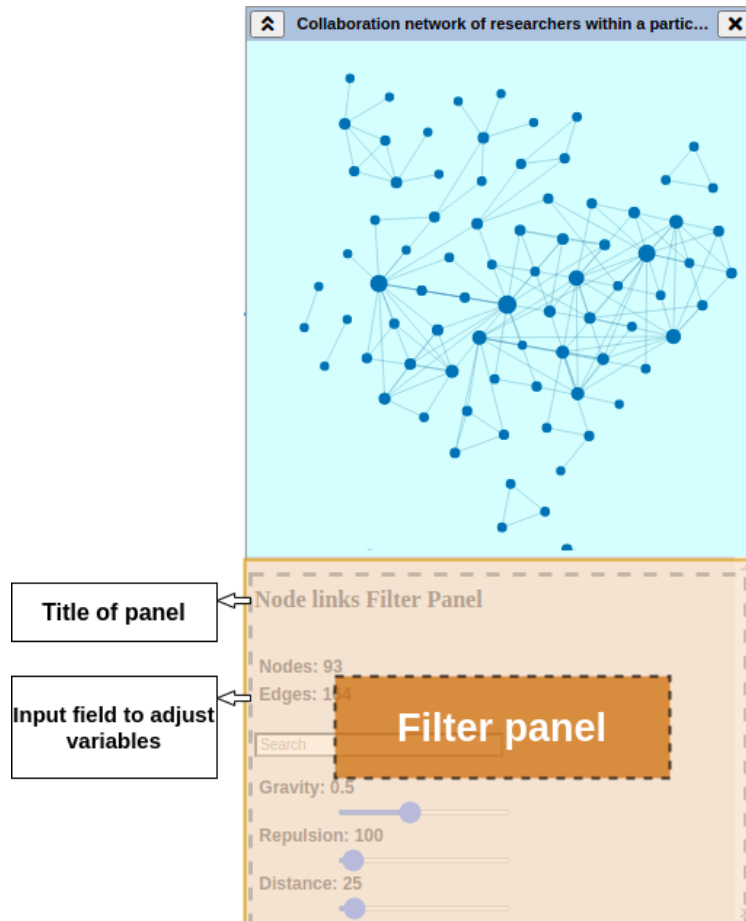 Collaboration network of researchers within a partic...
Title of panel
Node links Filter Panel
Nodes: 93
Input field to adjust
variables
Edges: 164
Filter panel
Search
Gravity: 0.5
Repulsion: 100
Distance: 25